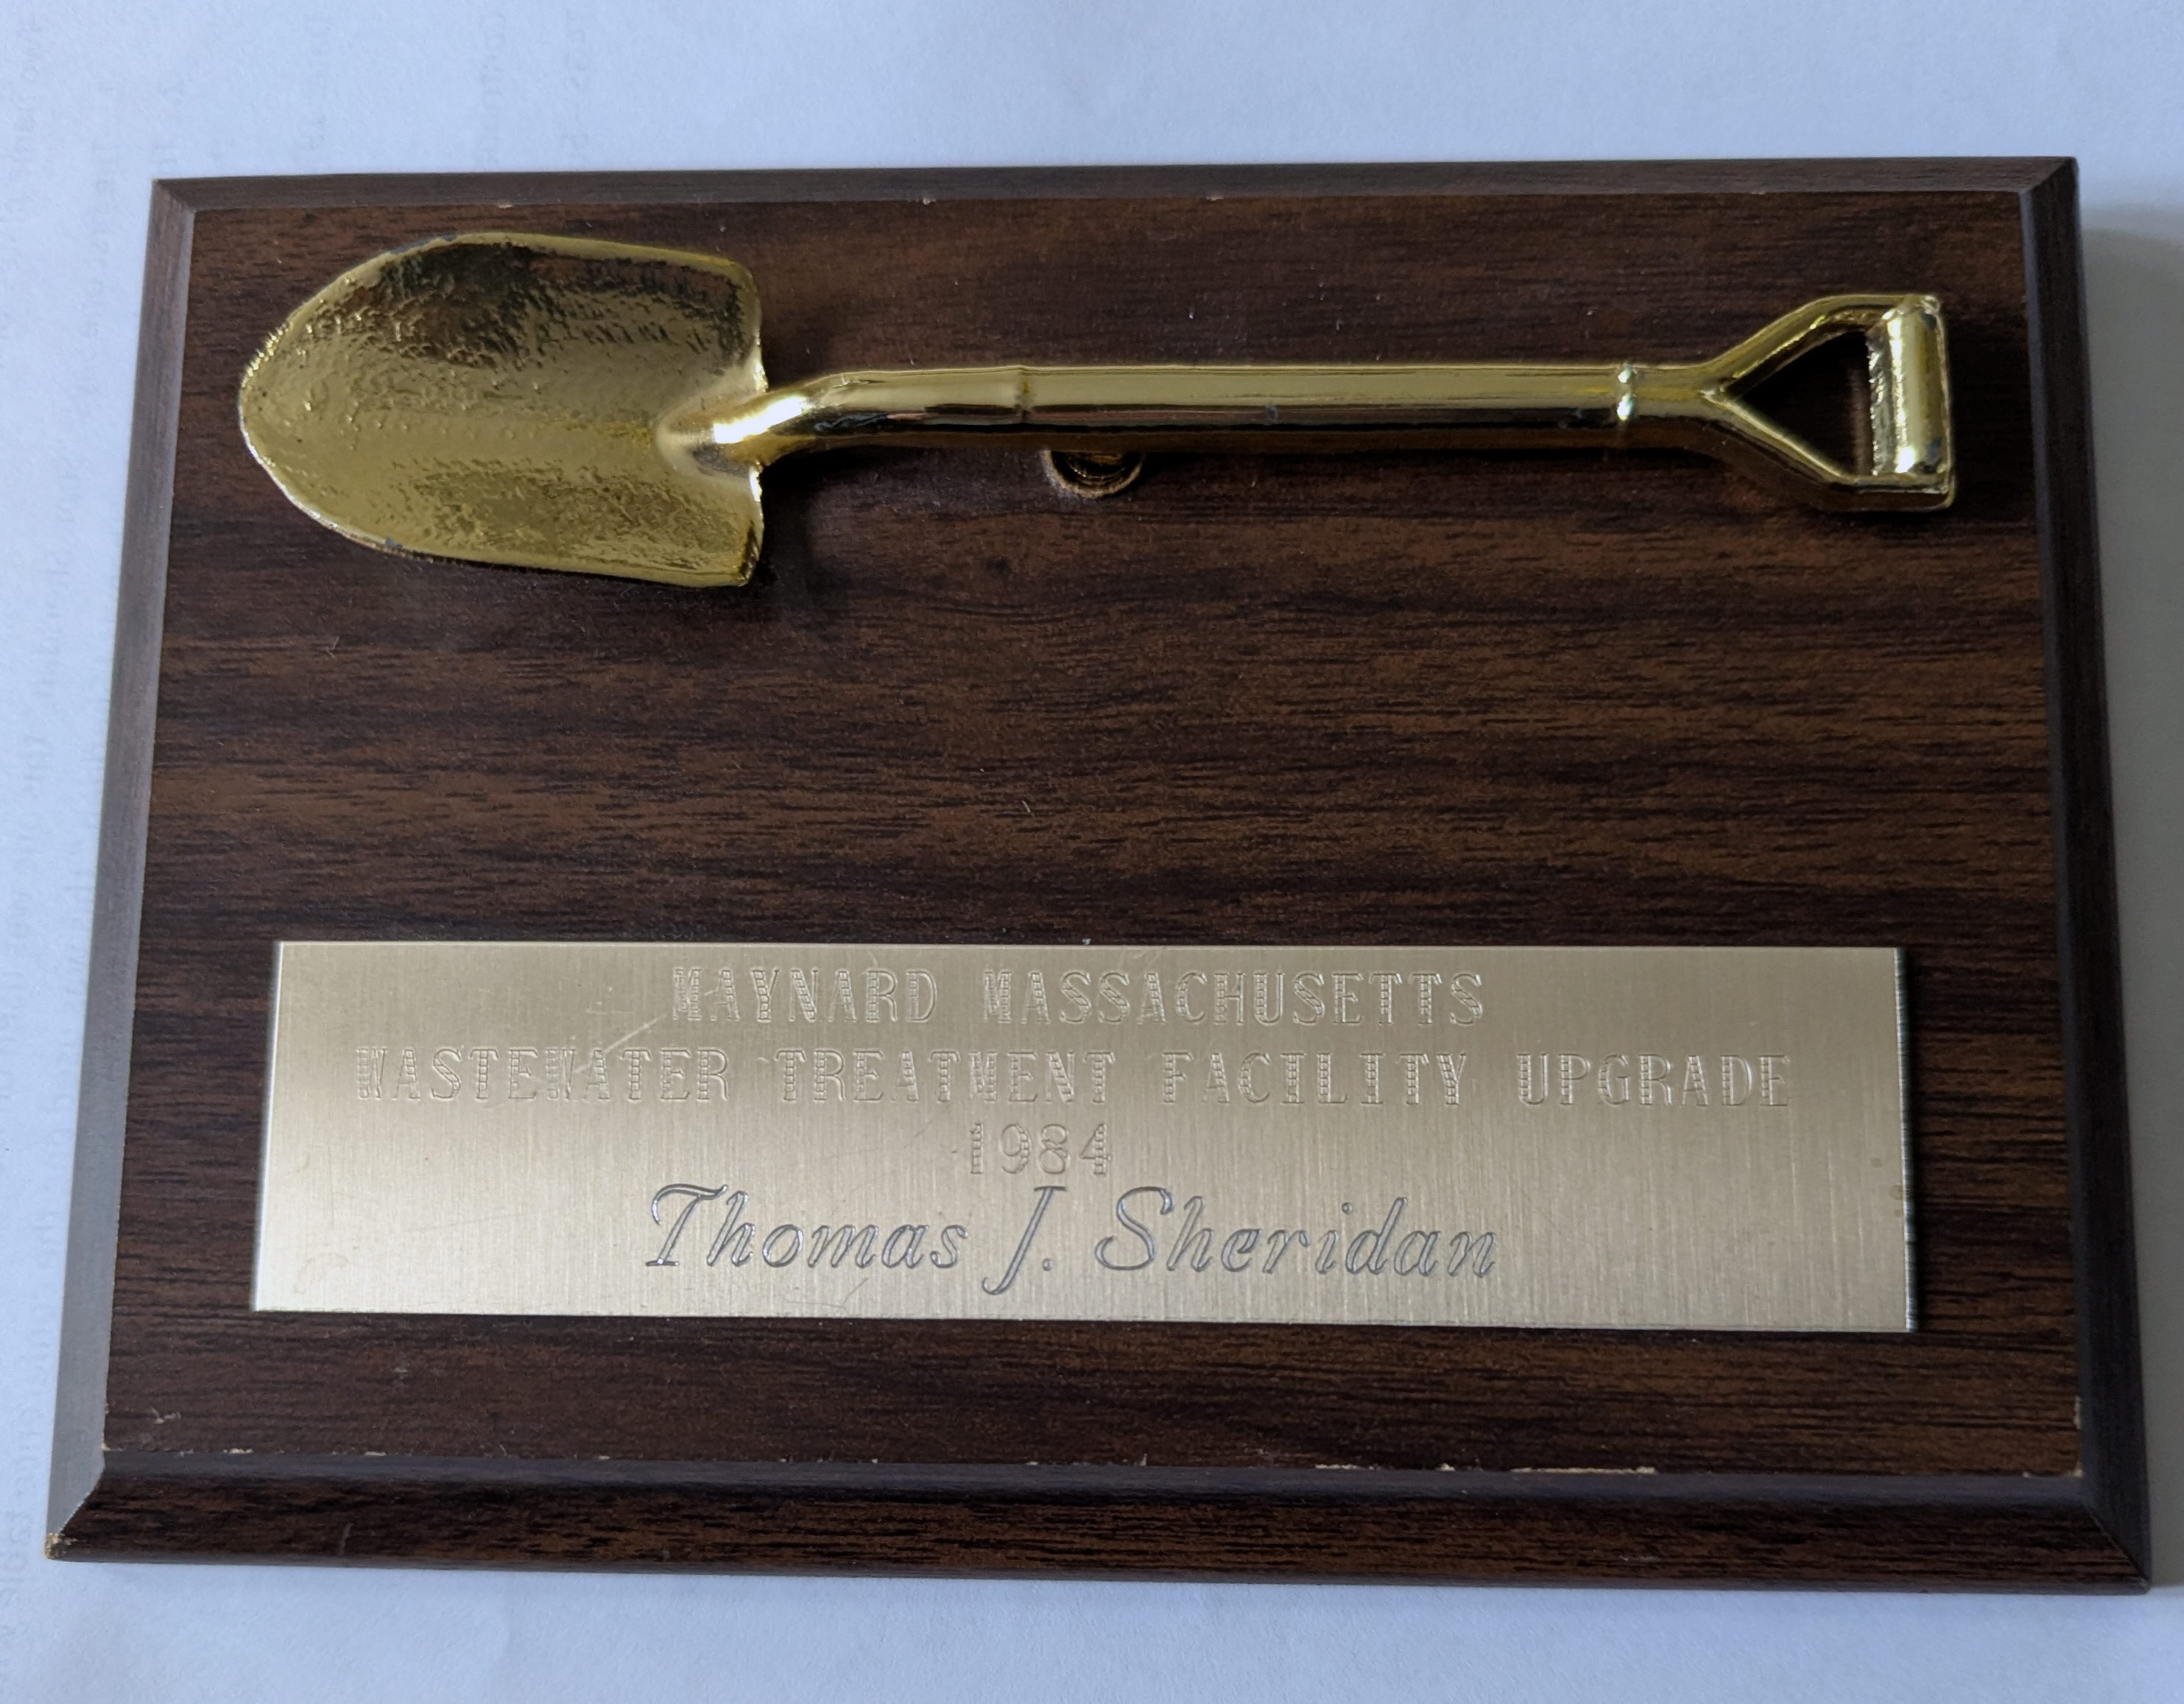 MAYNARD MASSACHUSETTS
WASTEWATER TREATMENT FACILITY UPGRADE
1984
Thomas J. Sheridan